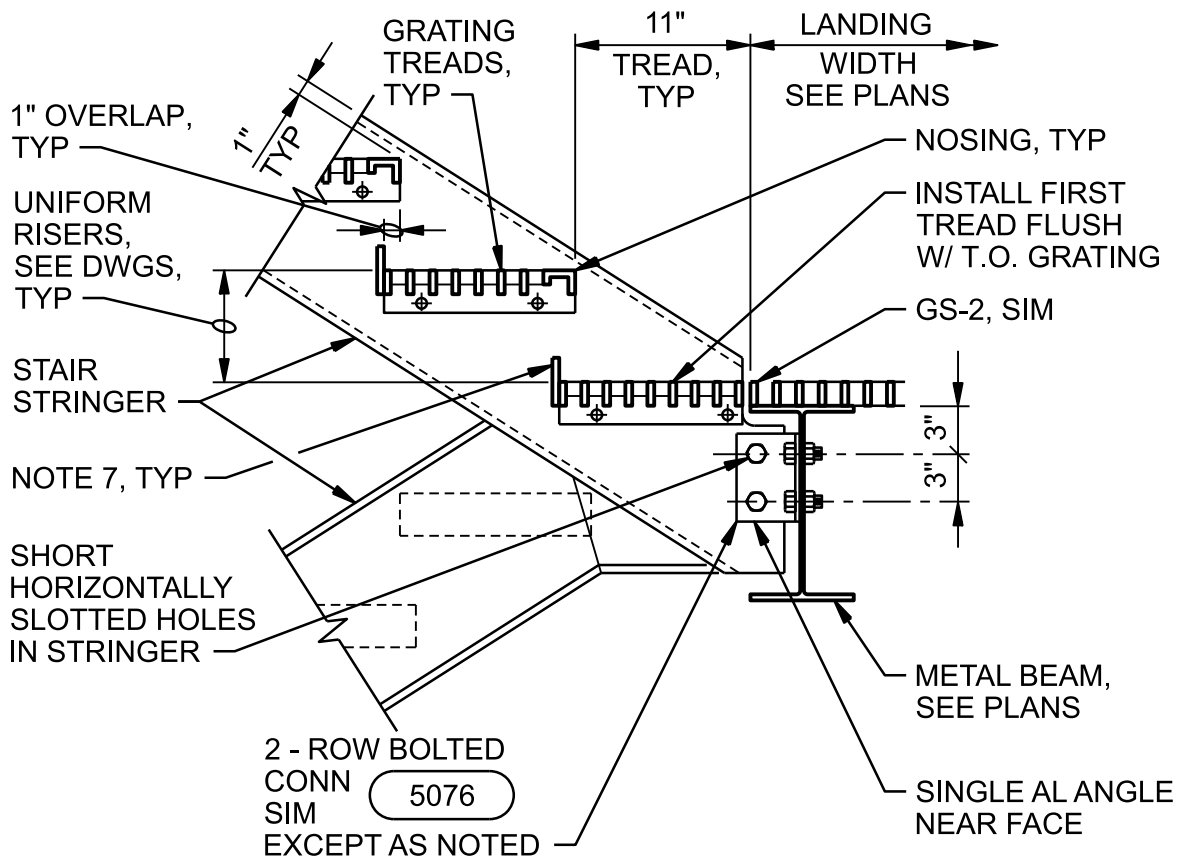 GRATING
TREADS,
TYP
11"
TREAD,
TYP
LANDING
WIDTH
SEE PLANS
1" OVERLAP,
TYP
1"
TYP
NOSING, TYP
UNIFORM
RISERS,
SEE DWGS,
TYP
INSTALL FIRST
TREAD FLUSH
W/ T.O. GRATING
GS-2, SIM
STAIR
STRINGER
3"
3"
NOTE 7, TYP
SHORT
HORIZONTALLY
SLOTTED HOLES
IN STRINGER
METAL BEAM,
SEE PLANS
2 - ROW BOLTED
CONN
SIM
5076
EXCEPT AS NOTED
SINGLE AL ANGLE
NEAR FACE